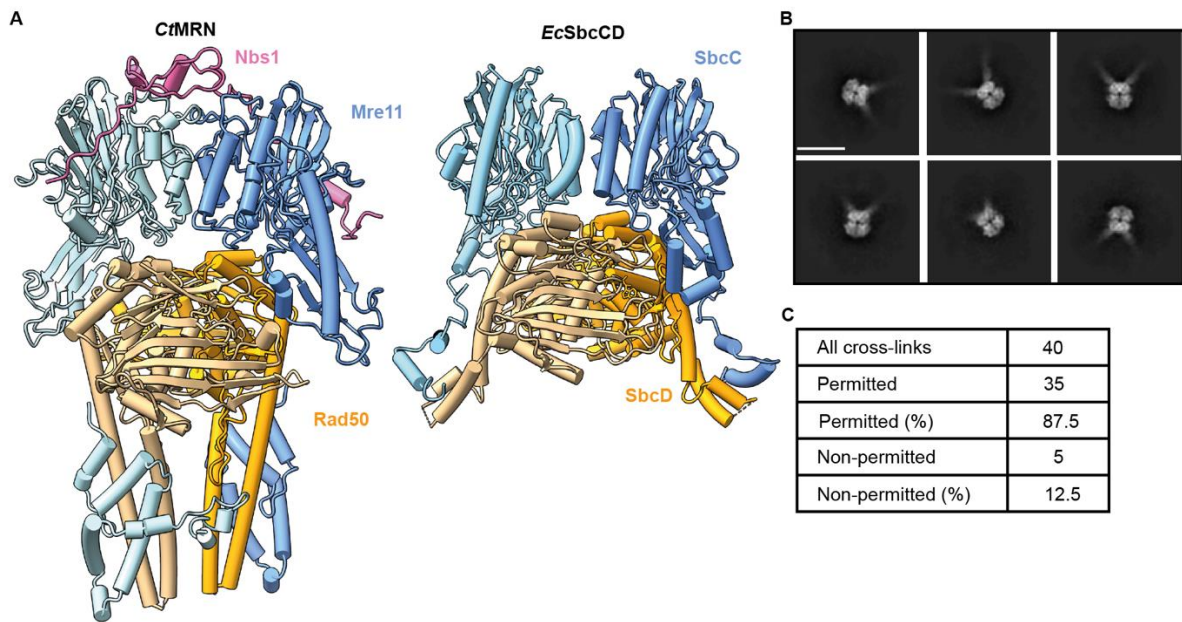 A
CtMRN
EcSbcCD
Nbs1
SbcC
Mre11
Rad50
SbcD
B
C
All cross-links 40
Permitted 35
Permitted (%) 87.5
Non-permitted 5
Non-permitted (%) 12.5